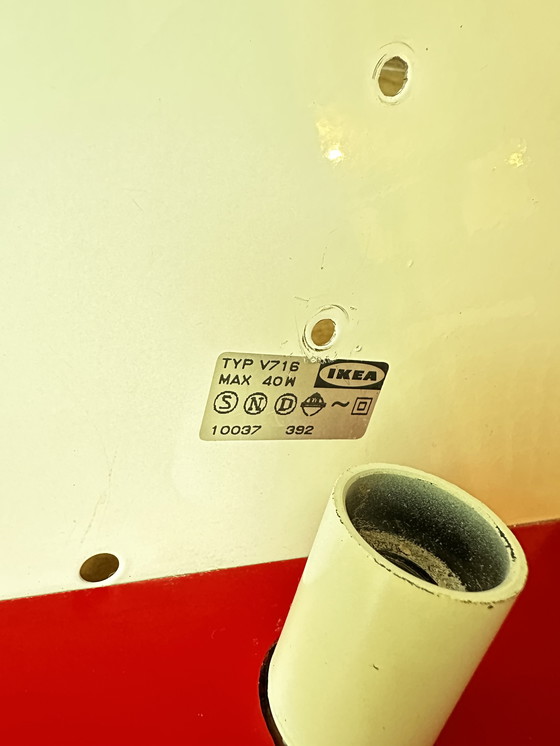 TYP V716
MAX 40W
IKEA
S N D ~
10037 392